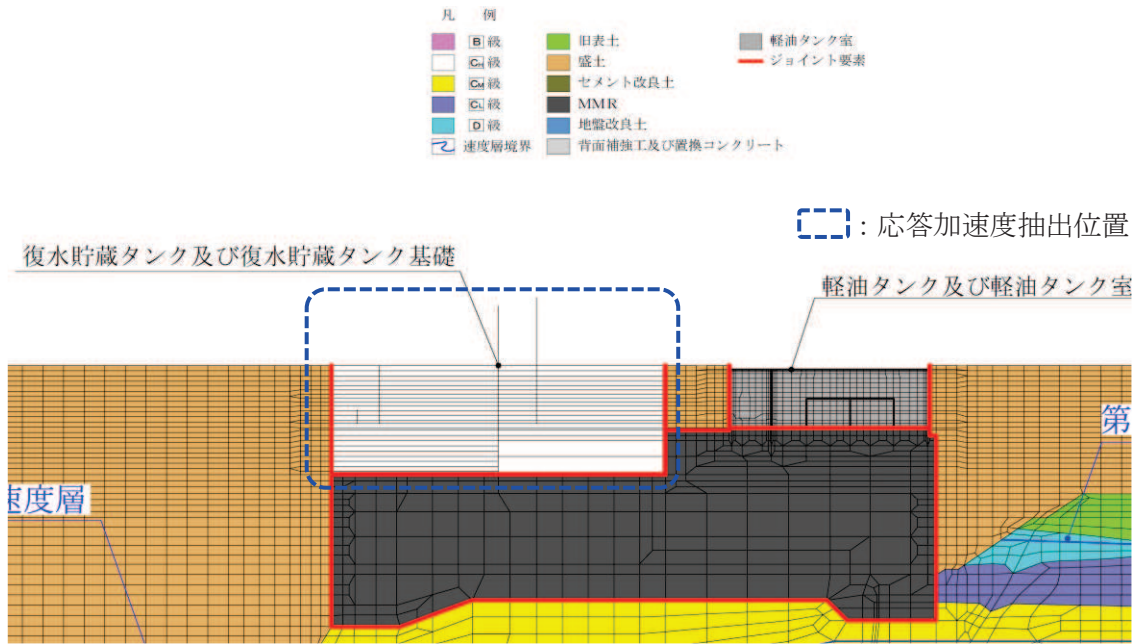 凡 例
B 級 旧表土 軽油タンク室
CH 級 盛土 ジョイント要素
CM 級 セメント改良土
CL 級 MMR
D 級 地盤改良土
速度層境界 背面補強工及び置換コンクリート
：応答加速度抽出位置
復水貯蔵タンク及び復水貯蔵タンク基礎
軽油タンク及び軽油タンク室
第
速度層